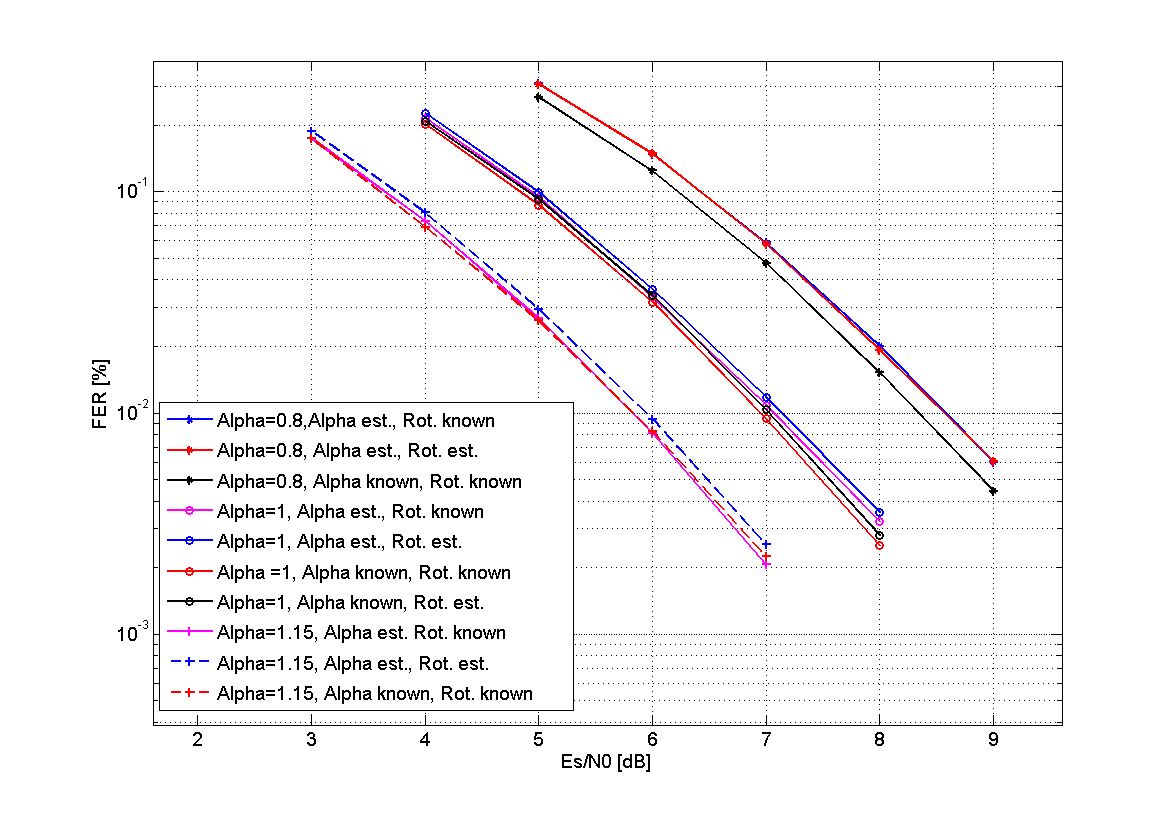 10-1
10-2
10-3
FER [%]
Alpha=0.8,Alpha est., Rot. known
Alpha=0.8, Alpha est., Rot. est.
Alpha=0.8, Alpha known, Rot. known
Alpha=1, Alpha est., Rot. known
Alpha=1, Alpha est., Rot. est.
Alpha =1, Alpha known, Rot. known
Alpha=1, Alpha known, Rot. est.
Alpha=1.15, Alpha est. Rot. known
Alpha=1.15, Alpha est., Rot. est.
Alpha=1.15, Alpha known, Rot. known
2 3 4 5 6 7 8 9
Es/N0 [dB]